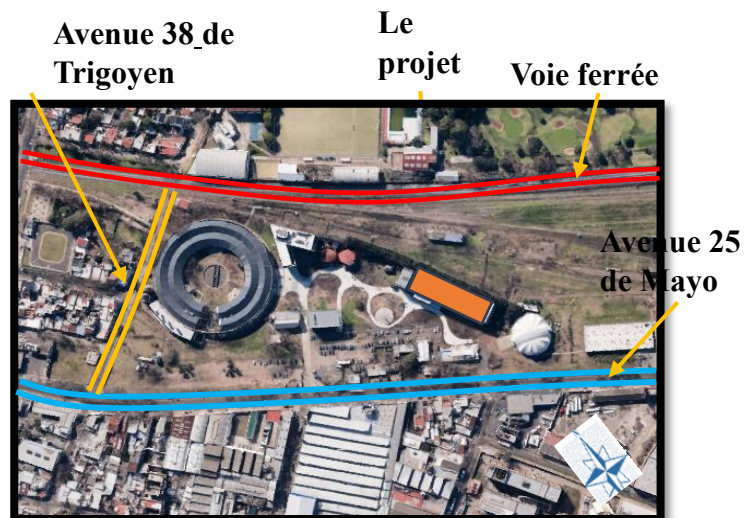 Avenue 38 de
Trigoyen
Le
projet
Voie ferrée
Avenue 25
de Mayo